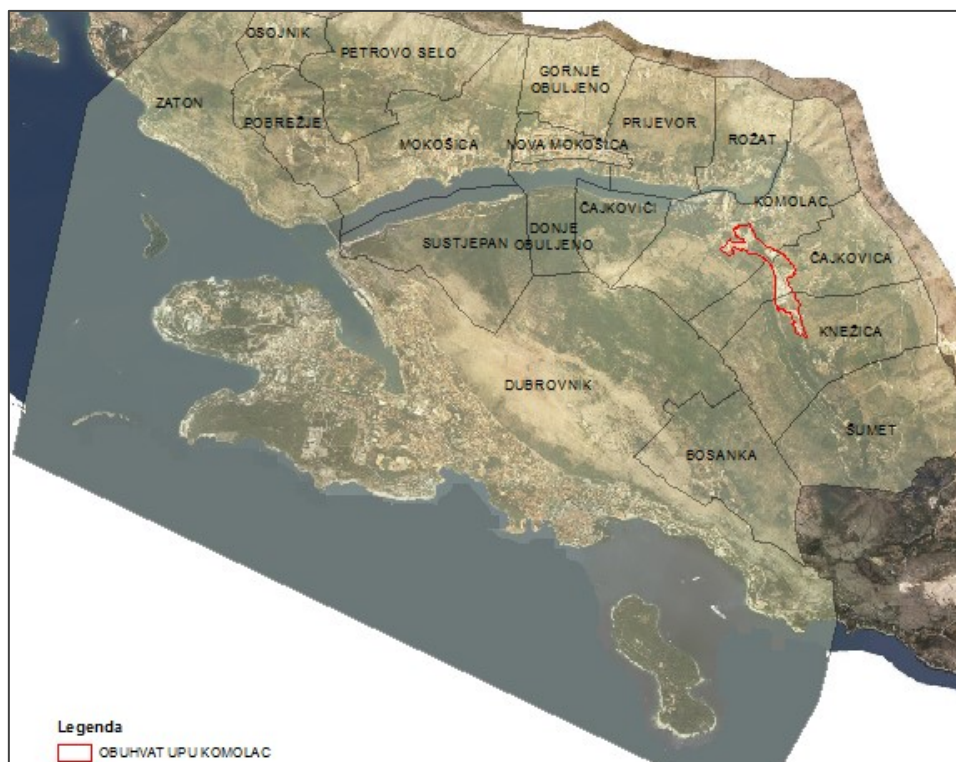 OSOJNIK
PETROVO SELO
GORNJE
OBULJENO
ZATON
POBREŽJE
MOKOŠICA
NOVA MOKOŠICA
PRIJEVOR
ROŽAT
KOMOLAC
ČAJKOVIĆI
SUSTJEPAN
DONJE
OBULJENO
ČAJKOVICA
KNEŽICA
DUBROVNIK
BOSANKA
ŠUMET
Legenda
OBUHVAT UPU KOMOLAC